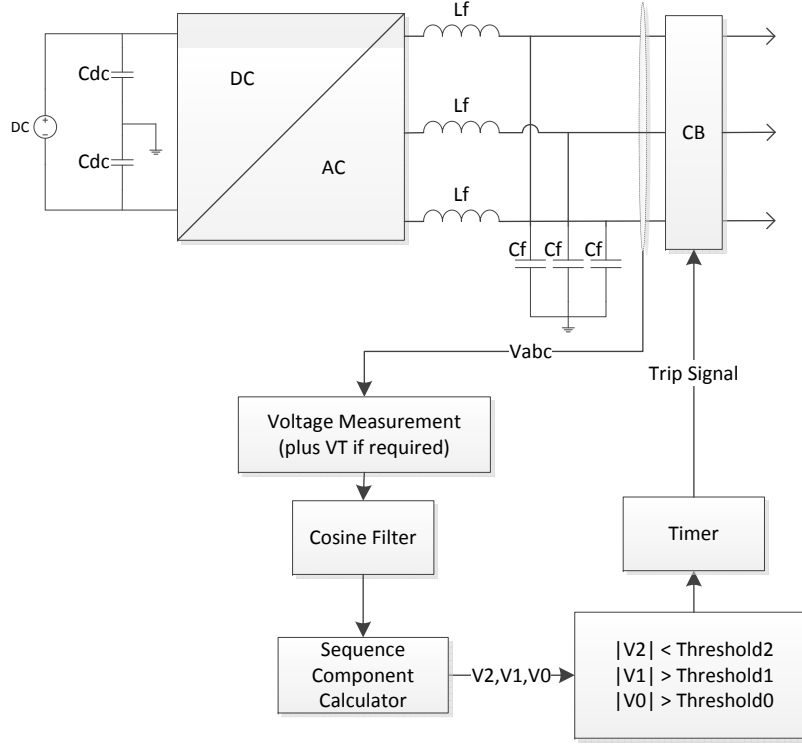 Lf
Cdc
DC
Lf
DC
CB
Cdc
AC
Lf
Cf
Cf
Cf
Vabc
Trip Signal
Voltage Measurement
(plus VT if required)
Cosine Filter
Timer
Sequence
Component
Calculator
V2,V1,V0
|V2| < Threshold2
|V1| > Threshold1
|V0| > Threshold0